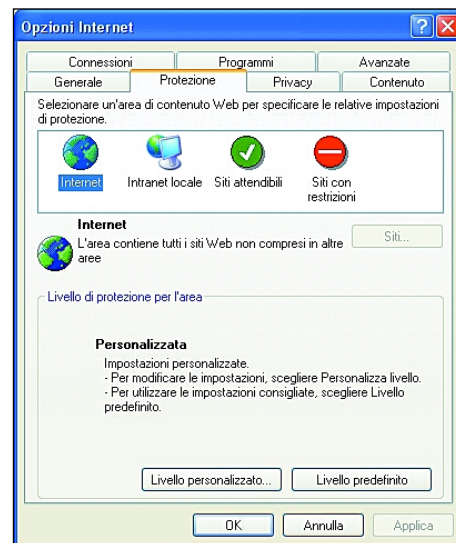 Opzioni Internet
Connessioni Programmi Avanzate
Generale Protezione Privacy Contenuto
Selezionare un'area di contenuto Web per specificare le relative impostazioni
di protezione.
Internet Intranet locale Siti attendibili Siti con
restrizioni
Internet
L'area contiene tutti i siti Web non compresi in altre
aree
Siti...
Livello di protezione per l'area
Personalizzata
Impostazioni personalizzate.
- Per modificare le impostazioni, scegliere Personalizza livello.
- Per utilizzare le impostazioni consigliate, scegliere Livello
predefinito.
Livello personalizzato... Livello predefinito
OK Annulla Applica